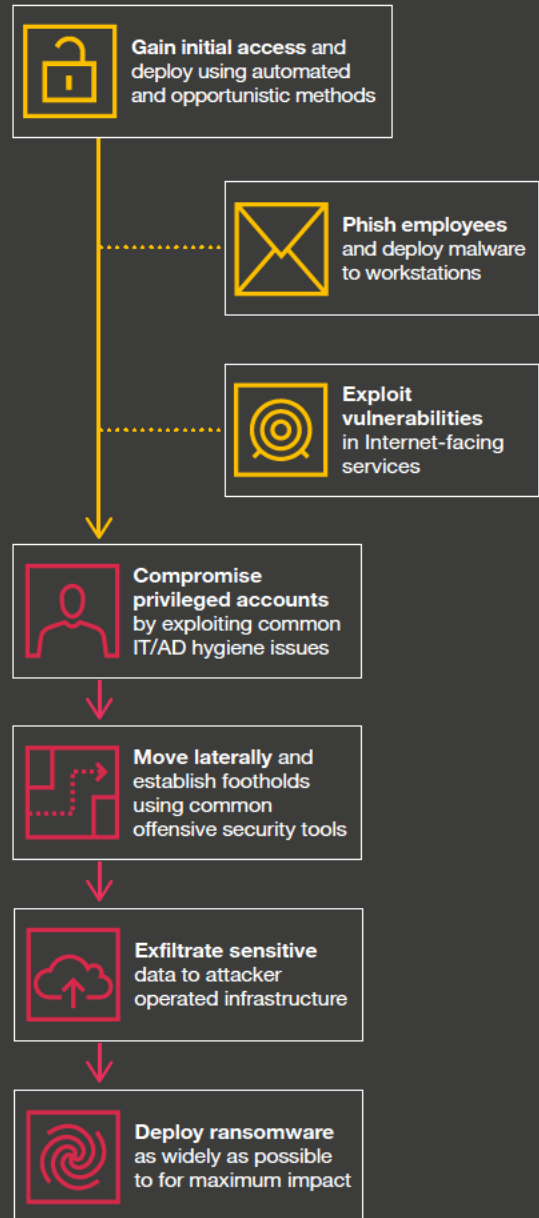 Gain initial access and
deploy using automated
and opportunistic methods
Phish employees
and deploy malware
to workstations
Exploit
vulnerabilities
in Internet-facing
services
Compromise
privileged accounts
by exploiting common
IT/AD hygiene issues
Move laterally and
establish footholds
using common
offensive security tools
Exfiltrate sensitive
data to attacker
operated infrastructure
Deploy ransomware
as widely as possible
to for maximum impact